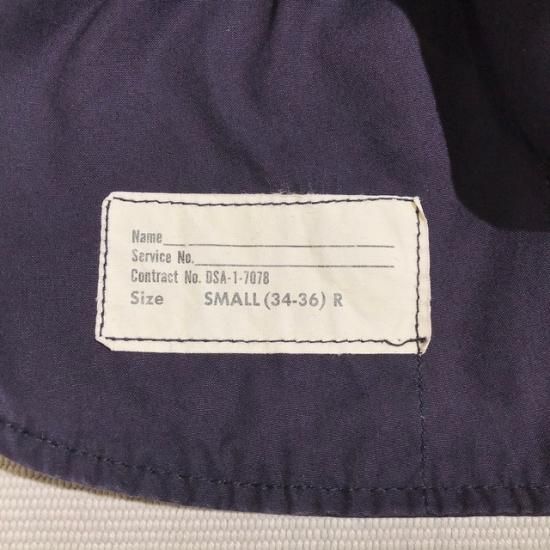 Name
Service No.
Contract No. DSA-1-7078
Size SMALL (34-36) R